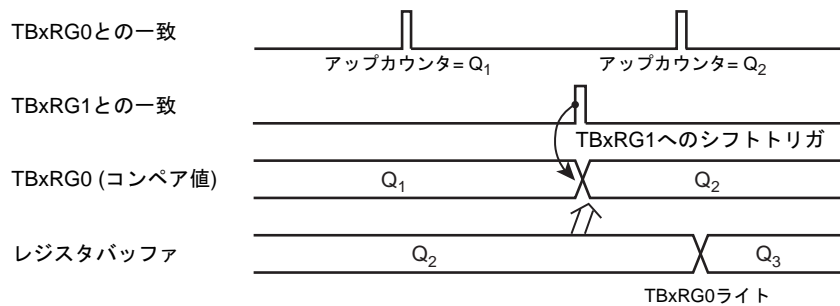 TBxRG0との一致
アップカウンタ= Q1 アップカウンタ= Q2
TBxRG1との一致
TBxRG1へのシフトトリガ
TBxRG0 (コンペア値) Q1 Q2
レジスタバッファ Q2 Q3
TBxRG0ライト